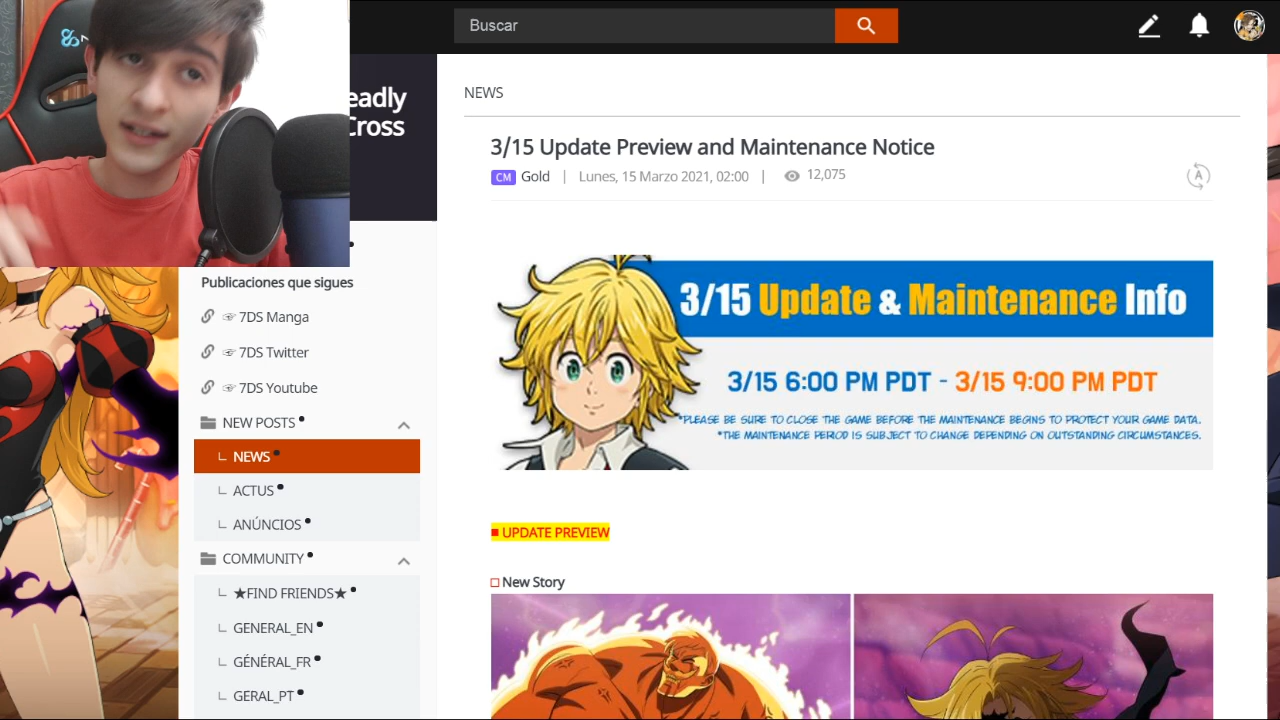 Buscar
eadly
Cross
NEWS
3/15 Update Preview and Maintenance Notice
CM Gold | Lunes, 15 Marzo 2021, 02:00 | 12,075
A
3/15 Update & Maintenance Info
3/15 6:00 PM PDT - 3/15 9:00 PM PDT
*PLEASE BE SURE TO CLOSE THE GAME BEFORE THE MAINTENANCE BEGINS TO PROTECT YOUR GAME DATA.
*THE MAINTENANCE PERIOD IS SUBJECT TO CHANGE DEPENDING ON OUTSTANDING CIRCUMSTANCES.
Publicaciones que sigues
☞ 7DS Manga
☞ 7DS Twitter
☞ 7DS Youtube
NEW POSTS
NEWS
ACTUS
ANÚNCIOS
COMMUNITY
★FIND FRIENDS★
GENERAL_EN
GÉNÉRAL_FR
GERAL_PT
■ UPDATE PREVIEW
□ New Story